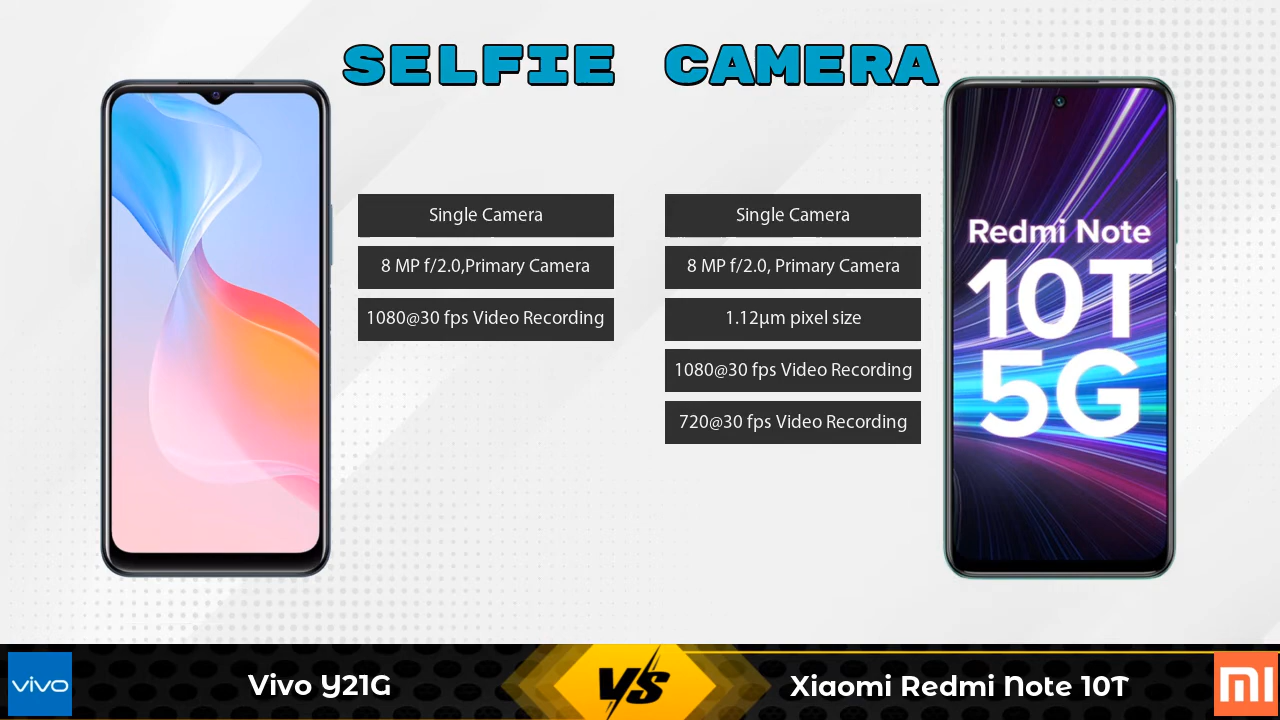 SELFIE CAMERA
Single Camera
8 MP f/2.0,Primary Camera
1080@30 fps Video Recording
Single Camera
8 MP f/2.0, Primary Camera
1.12µm pixel size
1080@30 fps Video Recording
720@30 fps Video Recording
Redmi Note
10T
5G
vivo
Vivo Y21G
VS
Xiaomi Redmi Note 10T
MI